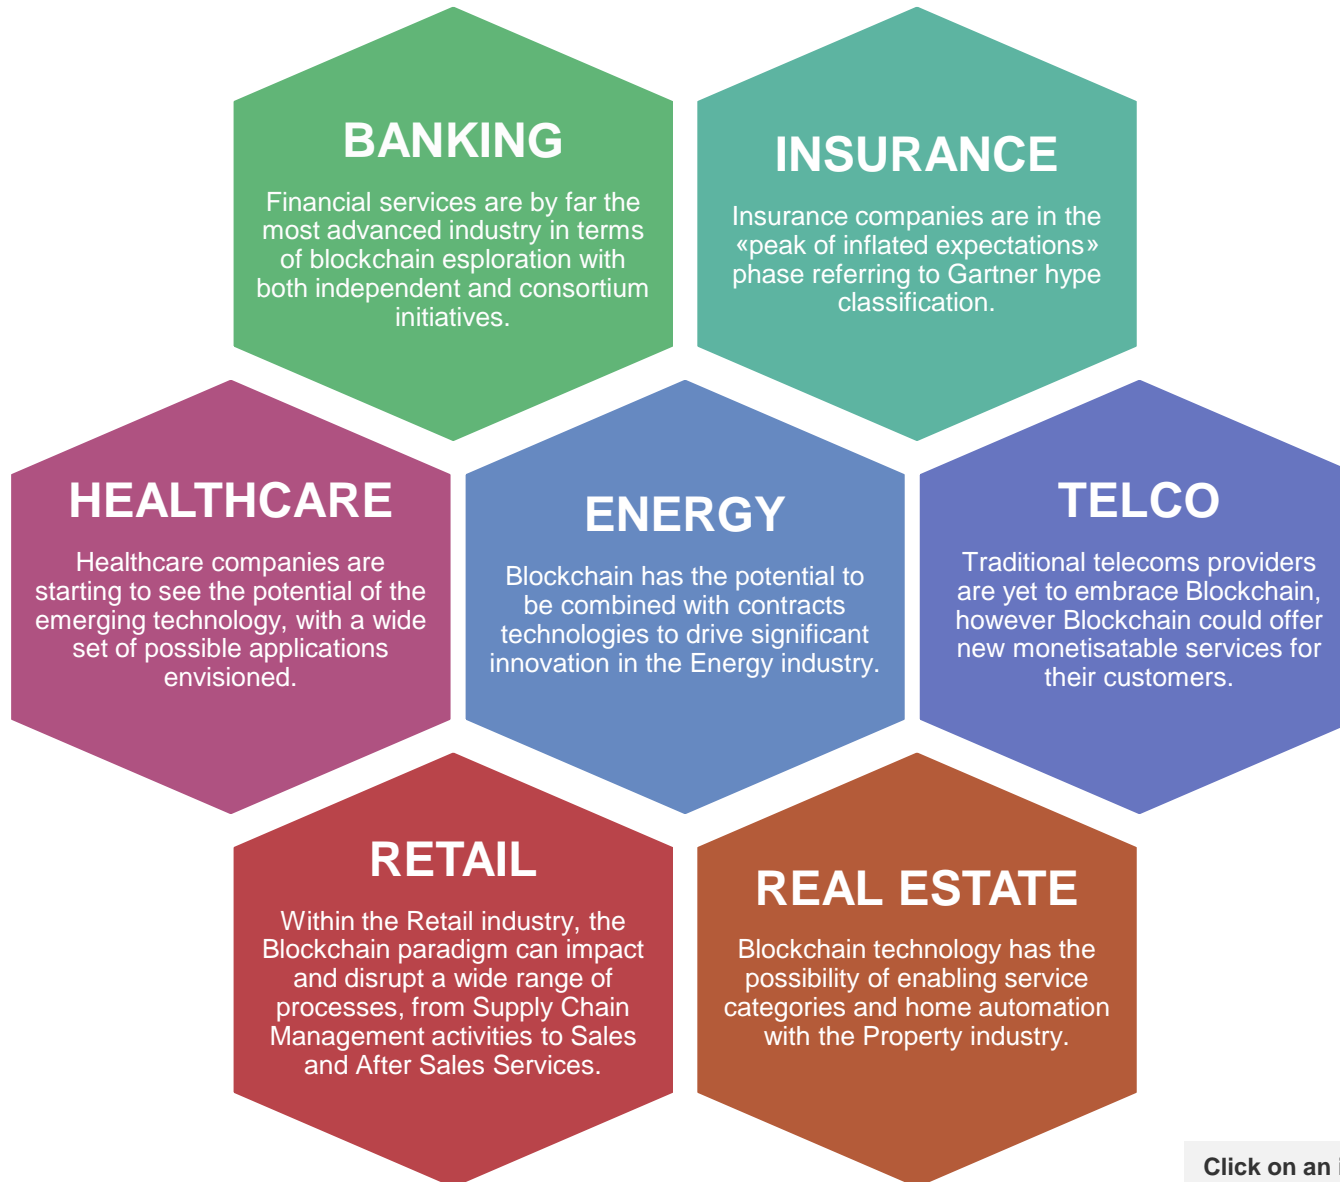 BANKING
Financial services are by far the
most advanced industry in terms
of blockchain esploration with
both independent and consortium
initiatives.
INSURANCE
Insurance companies are in the
«peak of inflated expectations»
phase referring to Gartner hype
classification.
HEALTHCARE
Healthcare companies are
starting to see the potential of the
emerging technology, with a wide
set of possible applications
envisioned.
ENERGY
Blockchain has the potential to
be combined with contracts
technologies to drive significant
innovation in the Energy industry.
TELCO
Traditional telecoms providers
are yet to embrace Blockchain,
however Blockchain could offer
new monetisatable services for
their customers.
RETAIL
Within the Retail industry, the
Blockchain paradigm can impact
and disrupt a wide range of
processes, from Supply Chain
Management activities to Sales
and After Sales Services.
REAL ESTATE
Blockchain technology has the
possibility of enabling service
categories and home automation
with the Property industry.
Click on an